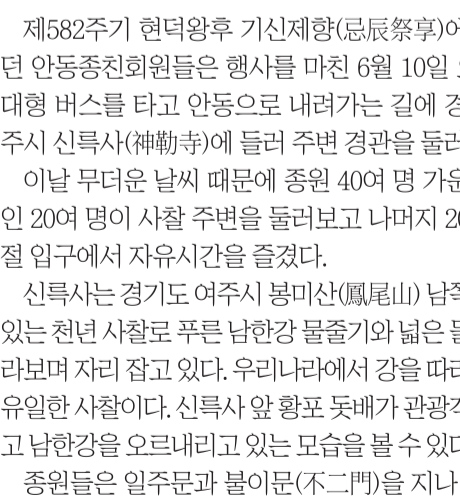 제582주기 현덕왕후 기신제향(忌辰祭享)에
던 안동종친회원들은 행사를 마친 6월 10일
대형 버스를 타고 안동으로 내려가는 길에 경
주시 신륵사(神勒寺)에 들러 주변 경관을 둘러
이날 무더운 날씨 때문에 종원 40여 명 가운
인 20여 명이 사찰 주변을 둘러보고 나머지 20
절 입구에서 자유시간을 즐겼다.
신륵사는 경기도 여주시 봉미산(鳳尾山) 남쪽
있는 천년 사찰로 푸른 남한강 물줄기와 넓은 들
라보며 자리 잡고 있다. 우리나라에서 강을 따라
유일한 사찰이다. 신륵사 앞 황포 돛배가 관광객
고 남한강을 오르내리고 있는 모습을 볼 수 있다
종원들은 일주문과 불이문(不二門)을 지나